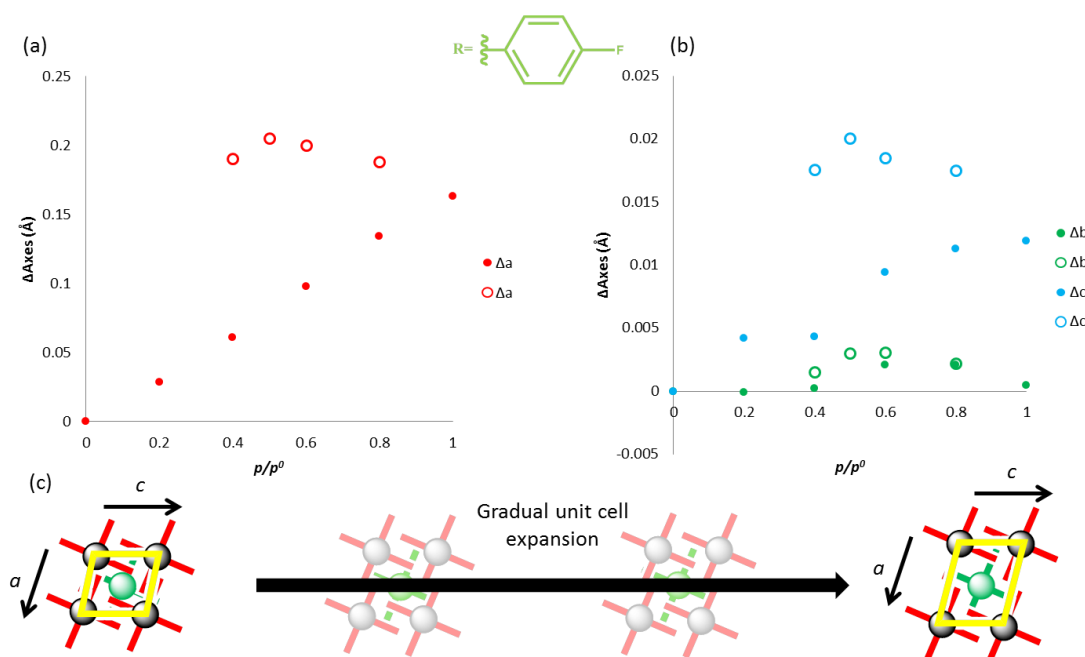 (a)
R=
F
(b)
0.25
0.2
0.15
0.1
0.05
0
ΔAxes (Å)
0 0.2 0.4 0.6 0.8 1
p/p⁰
Δa
Δa
0.025
0.02
0.015
0.01
0.005
0
-0.005
ΔAxes (Å)
0 0.2 0.4 0.6 0.8 1
p/p⁰
Δb
Δb
Δc
Δc
(c)
c
a
Gradual unit cell
expansion
c
a